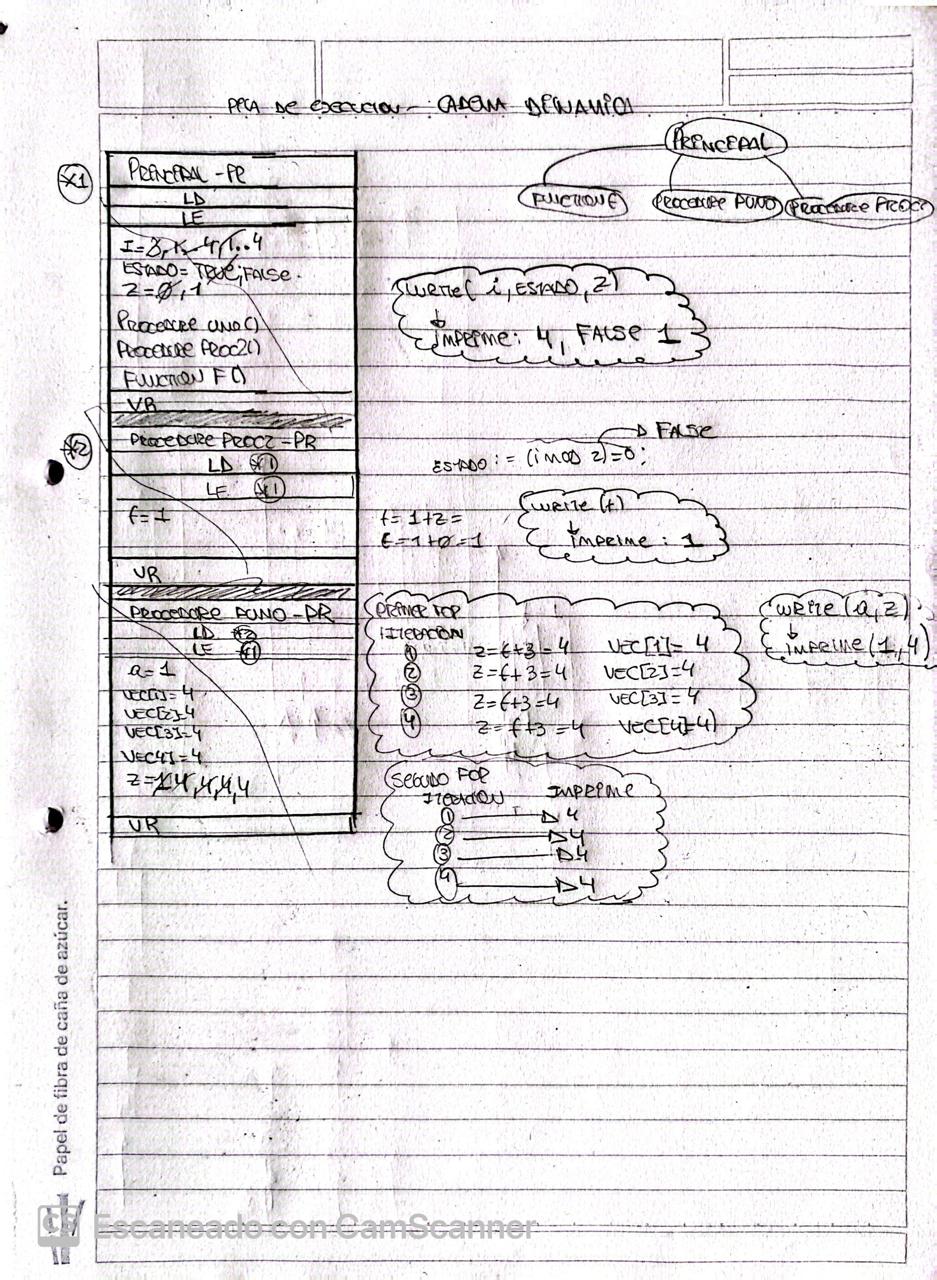 PILA DE EJECUCION - CADENA DINAMICA
*1
PRINCIPAL - PR
LD
LE
ESTADO = TRUE, FALSE.
Z = 0, 1
PROCEDURE UNO()
PROCEDURE PROC2()
FUNCTION F()
VR
*2
PROCEDURE PROC2 - PR
LD *1
LE *1
t = 1
VR
PROCEDURE PUNO - PR
LD *2
LE *1
a = 1
VEC[1] = 4
VEC[2] = 4
VEC[3] = 4
VEC[4] = 4
Z = 1, 4, 4, 4, 4
VR
PRINCIPAL
FUNCTION E
PROCEDURE PUNO
PROCEDURE PROC2
WRITE(i, ESTADO, Z)
IMPRIME: 4, FALSE 1
FALSE
ESTADO := (i MOD 2) = 0;
t = 1 + Z =
t = 1 + 0 = 1
WRITE(t)
IMPRIME : 1
PRIMER FOR
ITERACION
1 Z = t + 3 = 4 VEC[1] = 4
2 Z = t + 3 = 4 VEC[2] = 4
3 Z = t + 3 = 4 VEC[3] = 4
4 Z = t + 3 = 4 VEC[4] = 4)
WRITE(a, Z)
IMPRIME (1, 4)
SEGUDO FOR
ITERACION IMPRIME
1 4
2 4
3 4
4 4
Papel de fibra de caña de azúcar.
CS Escaneado con CamScanner